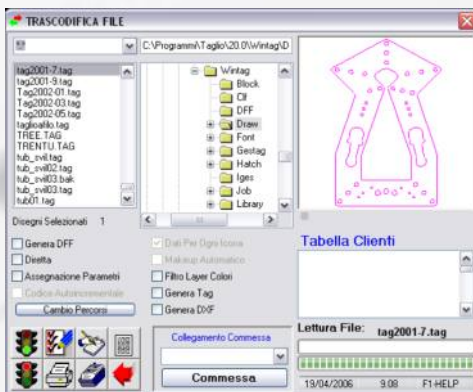 TRASCODIFICA FILE
C:\Programmi\Taglio\20.0\Wintag\D
tag2001-7.tag
tag2001-9.tag
Tag2002-01.tag
Tag2002-03.tag
Tag2002-05.tag
taglioafilo.tag
TREE.TAG
TRENTU.TAG
tub_svil.tag
tub_svil02.tag
tub_svil03.bak
tub_svil03.tag
tub01.tag
Wintag
Block
Clf
DFF
Draw
Font
Gestag
Hatch
Iges
Job
Library
Disegni Selezionati 1
Genera DFF
Diretta
Assegnazione Parametri
Codice Autoincrementale
Cambio Percorsi
Dati Per Ogni Icona
Makeup Automatico
Filtro Layer Colori
Genera Tag
Genera DXF
Collegamento Commessa
Commessa
Tabella Clienti
Lettura File: tag2001-7.tag
19/04/2006 9.08 F1-HELP